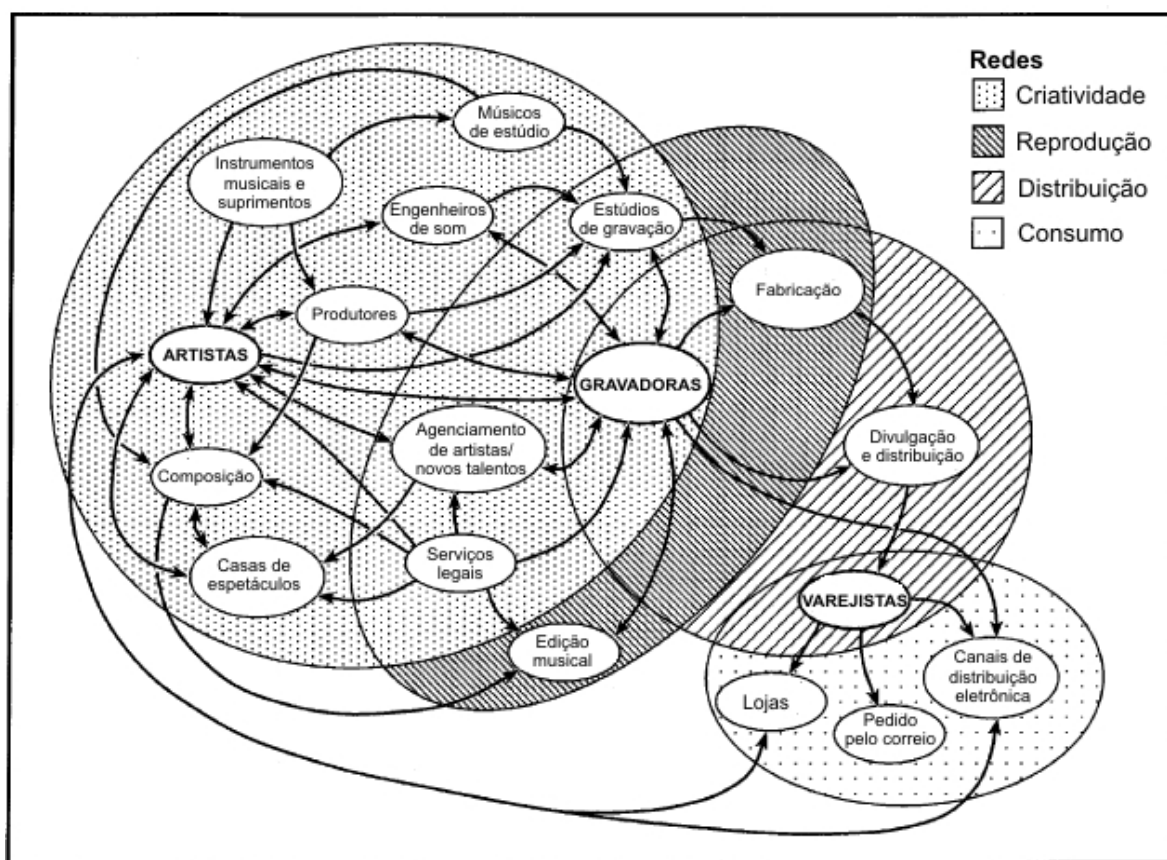 Redes
Criatividade
Reprodução
Distribuição
Consumo
Músicos
de estúdio
Instrumentos
musicais e
suprimentos
Engenheiros
de som
Estúdios
de gravação
Fabricação
Produtores
ARTISTAS
GRAVADORAS
Agenciamento
de artistas/
novos talentos
Divulgação
e distribuição
Composição
Casas de
espetáculos
Serviços
legais
VAREJISTAS
Edição
musical
Canais de
distribuição
eletrônica
Lojas
Pedido
pelo correio